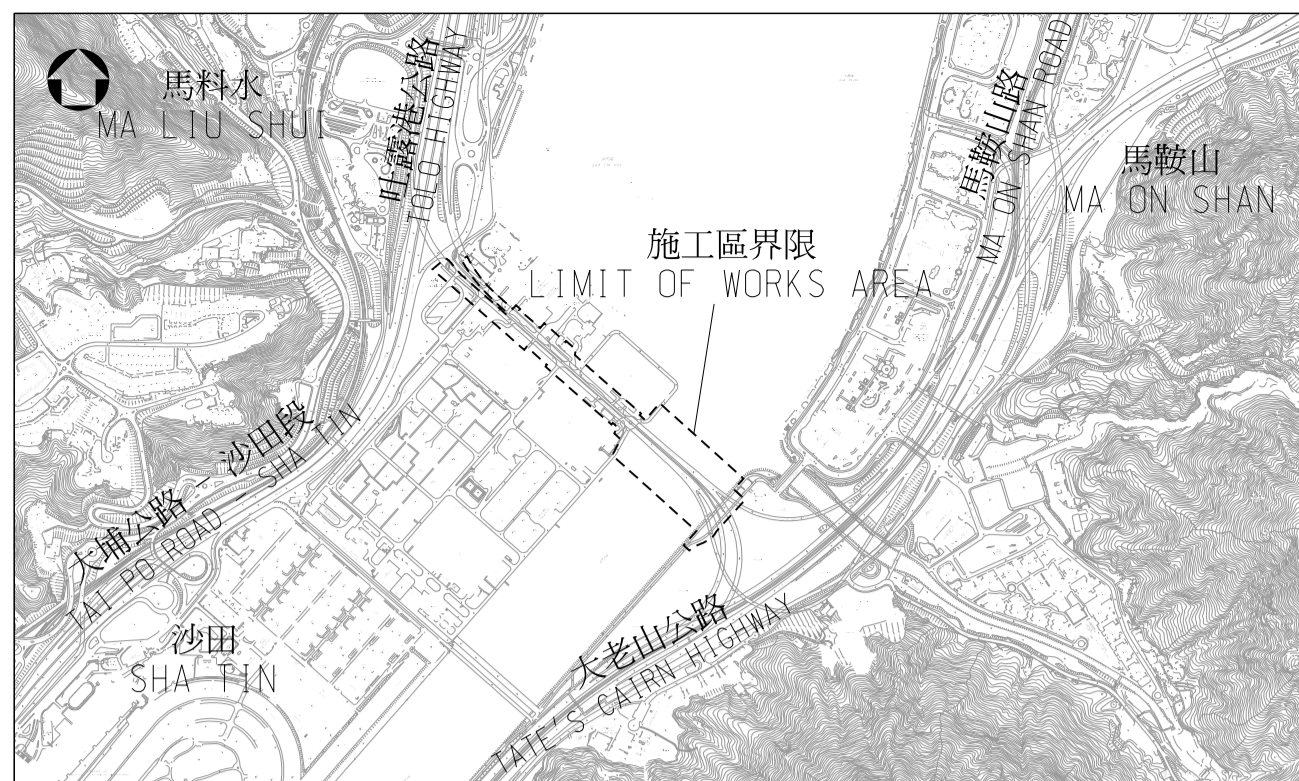 馬料水
MA LIU SHUI
吐露港公路
TOLO HIGHWAY
馬鞍山路
MA ON SHAN ROAD
馬鞍山
MA ON SHAN
施工區界限
LIMIT OF WORKS AREA
大埔公路 - 沙田段
TAI PO ROAD - SHA TIN
沙田
SHA TIN
大老山公路
TATE'S CAIRN HIGHWAY